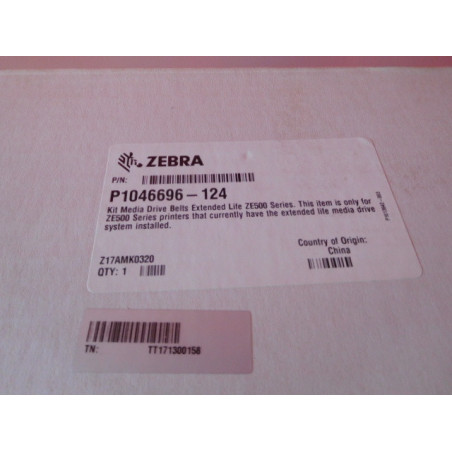 ZEBRA
P/N:
P1046696-124
Kit Media Drive Belts Extended Life ZE500 Series. This item is only for
ZE500 Series printers that currently have the extended life media drive
system installed.
Country of Origin:
China
Z17AMK0320
QTY: 1
TN: TT171300158